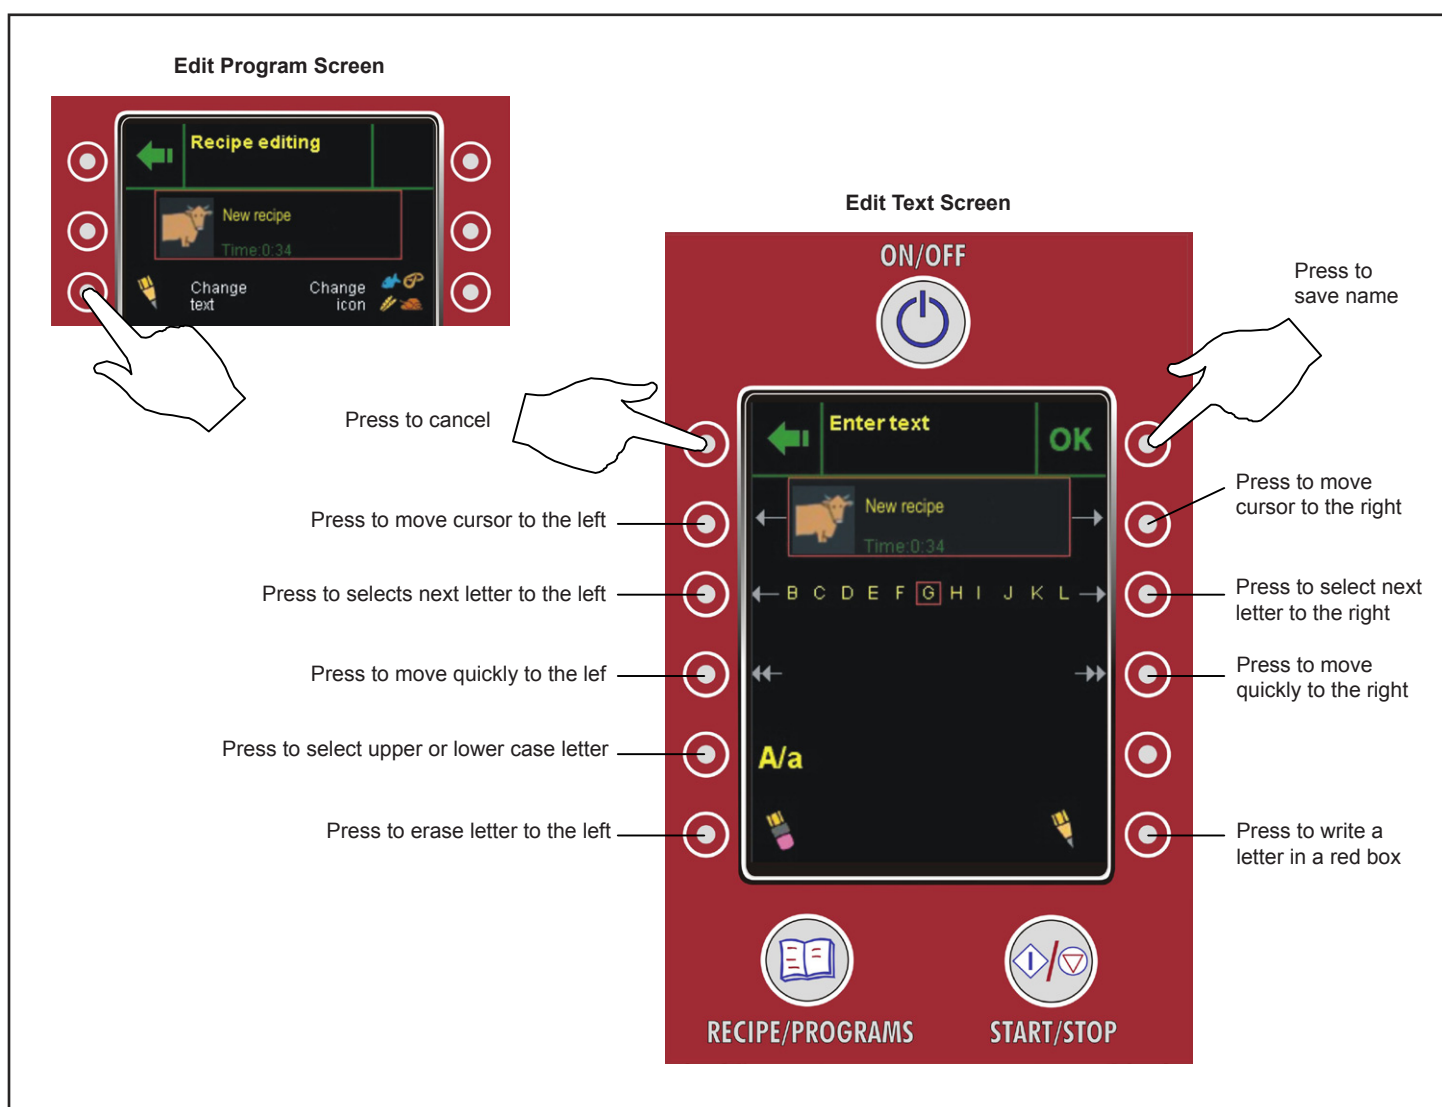 Edit Program Screen
Recipe editing
New recipe
Time:0:34
Change
text
Change
icon
Edit Text Screen
ON/OFF
Press to
save name
Press to cancel
Enter text
OK
New recipe
Time:0:34
Press to move cursor to the left
Press to move
cursor to the right
Press to selects next letter to the left
B C D E F G H I J K L
Press to select next
letter to the right
Press to move quickly to the lef
Press to move
quickly to the right
Press to select upper or lower case letter
A/a
Press to erase letter to the left
Press to write a
letter in a red box
RECIPE/PROGRAMS
START/STOP